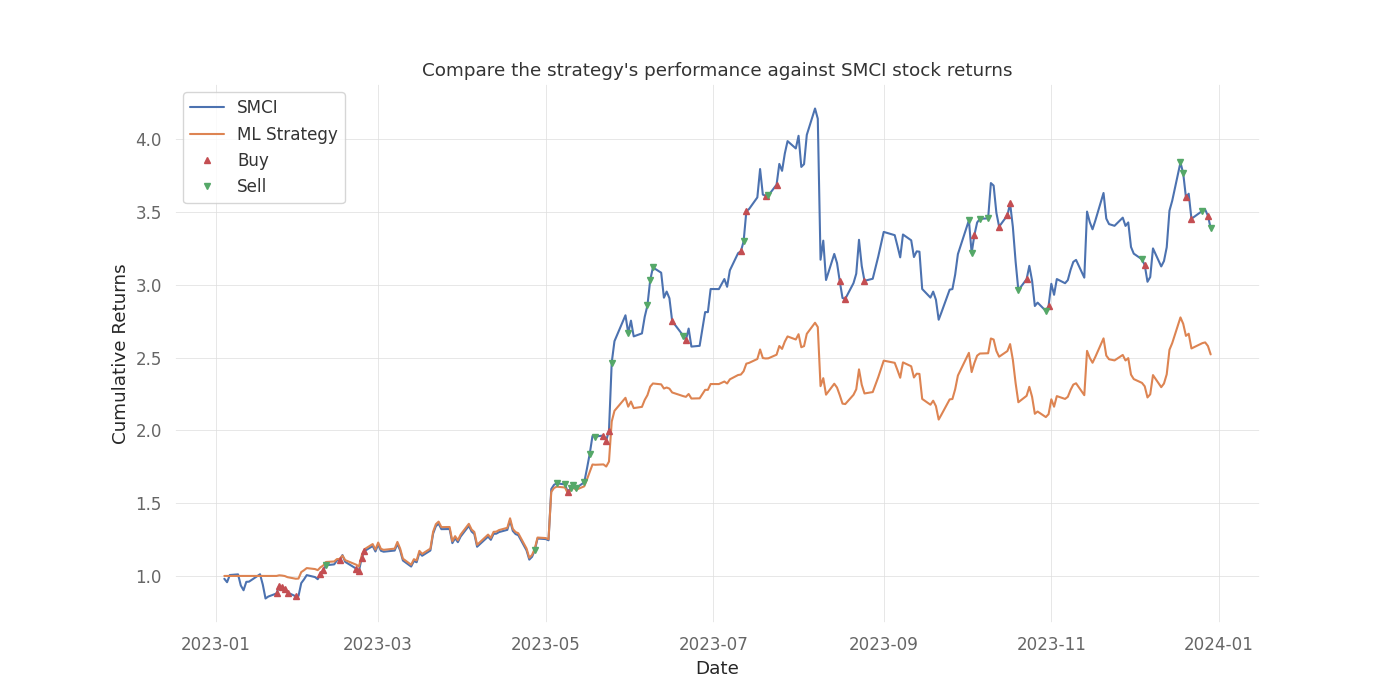 Compare the strategy's performance against SMCI stock returns
SMCI
ML Strategy
Buy
Sell
Cumulative Returns
4.0
3.5
3.0
2.5
2.0
1.5
1.0
2023-01 2023-03 2023-05 2023-07 2023-09 2023-11 2024-01
Date